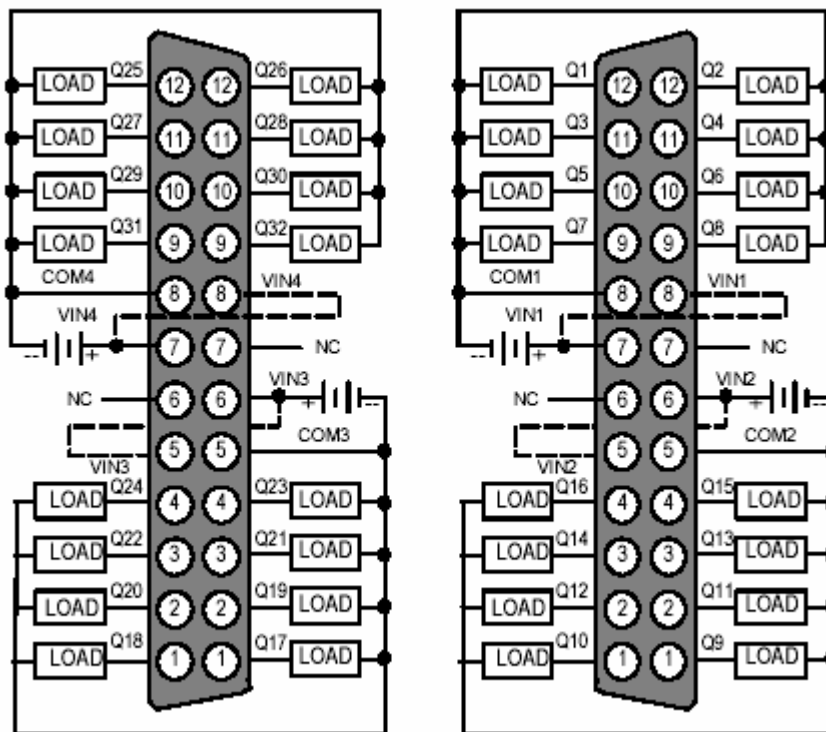 LOAD Q25 12 12 Q26 LOAD
LOAD Q27 11 11 Q28 LOAD
LOAD Q29 10 10 Q30 LOAD
LOAD Q31 9 9 Q32 LOAD
COM4 8 8 VIN4
VIN4 -- + 7 7 NC
NC 6 6 VIN3 + --
VIN3 5 5 COM3
LOAD Q24 4 4 Q23 LOAD
LOAD Q22 3 3 Q21 LOAD
LOAD Q20 2 2 Q19 LOAD
LOAD Q18 1 1 Q17 LOAD
LOAD Q1 12 12 Q2 LOAD
LOAD Q3 11 11 Q4 LOAD
LOAD Q5 10 10 Q6 LOAD
LOAD Q7 9 9 Q8 LOAD
COM1 8 8 VIN1
VIN1 -- + 7 7 NC
NC 6 6 VIN2 + --
VIN2 5 5 COM2
LOAD Q16 4 4 Q15 LOAD
LOAD Q14 3 3 Q13 LOAD
LOAD Q12 2 2 Q11 LOAD
LOAD Q10 1 1 Q9 LOAD